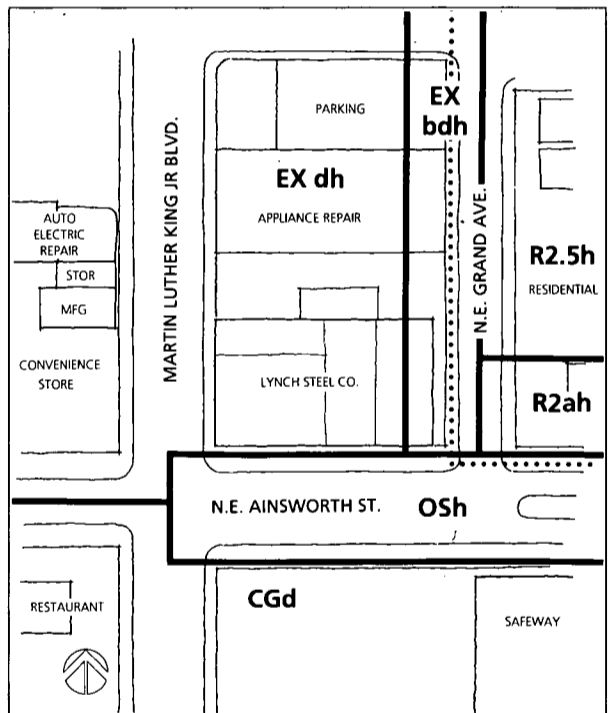 PARKING
EX
bdh
MARTIN LUTHER KING JR BLVD.
EX dh
APPLIANCE REPAIR
AUTO
ELECTRIC
REPAIR
STOR
MFG
CONVENIENCE
STORE
LYNCH STEEL CO.
N.E. GRAND AVE.
R2.5h
RESIDENTIAL
R2ah
N.E. AINSWORTH ST.
OSh
CGd
RESTAURANT
SAFEWAY